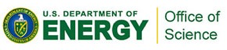 U.S. DEPARTMENT OF
ENERGY
Office of
Science